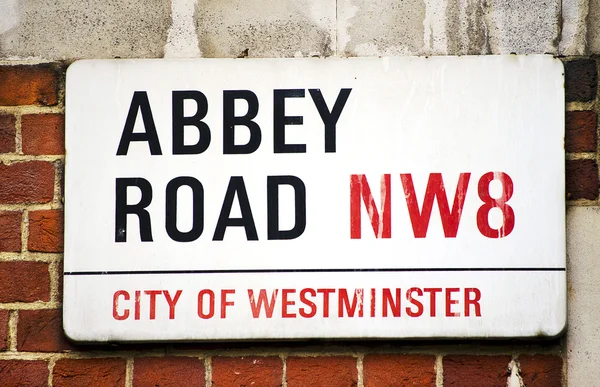 ABBEY
ROAD NW8
CITY OF WESTMINSTER